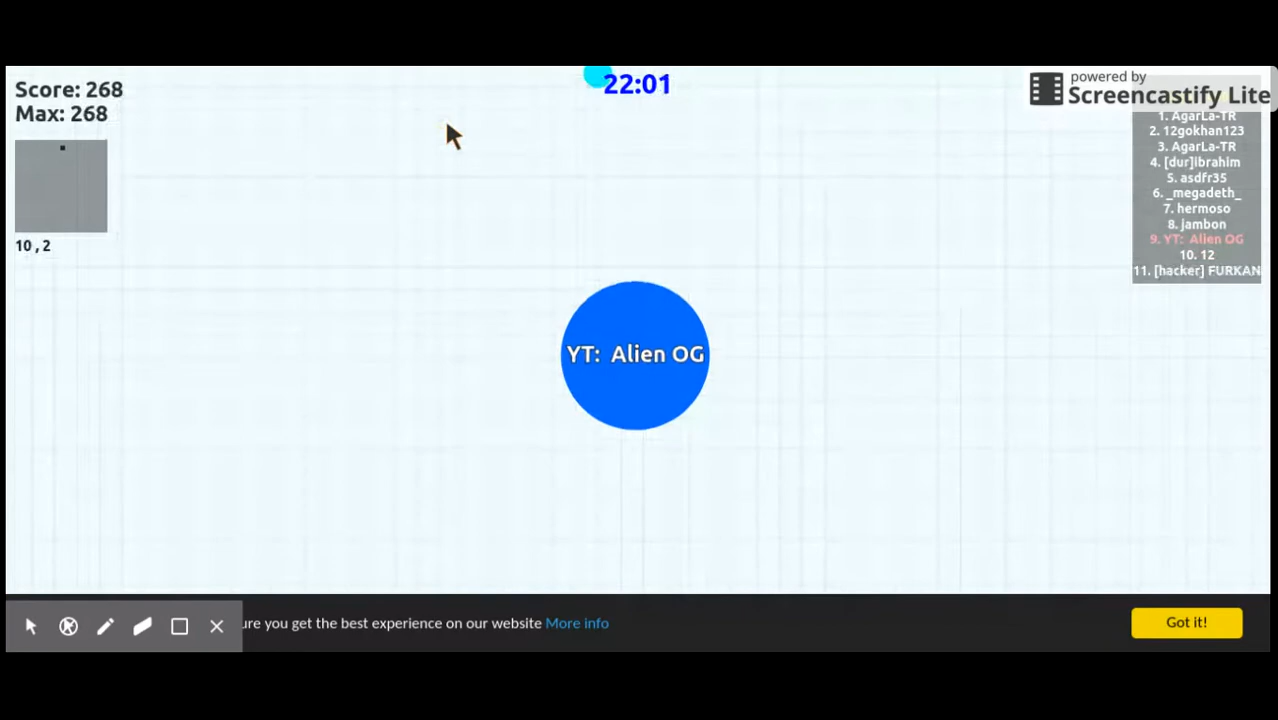 Score: 268
Max: 268
10 , 2
22:01
powered by
Screencastify Lite
1. AgarLa-TR
2. 12gokhan123
3. AgarLa-TR
4. [dur]ibrahim
5. asdfr35
6. _megadeth_
7. hermoso
8. jambon
9. YT:  Alien OG
10. 12
11. [hacker] FURKAN
YT:  Alien OG
ure you get the best experience on our website More info
Got it!